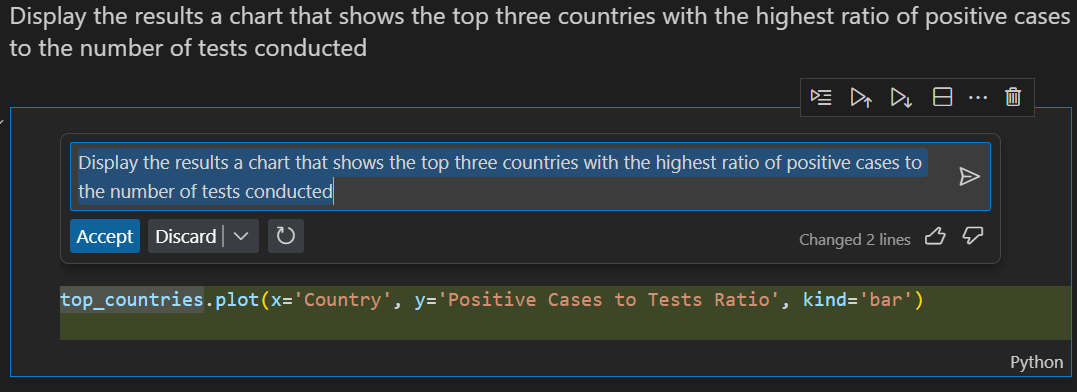 Display the results a chart that shows the top three countries with the highest ratio of positive cases
to the number of tests conducted
Display the results a chart that shows the top three countries with the highest ratio of positive cases to
the number of tests conducted
Accept Discard Changed 2 lines
top_countries.plot(x='Country', y='Positive Cases to Tests Ratio', kind='bar')
Python